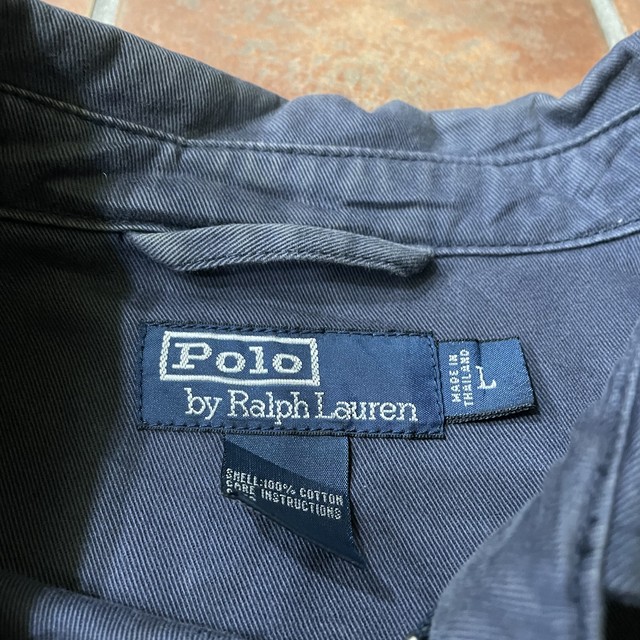 Polo
by Ralph Lauren
MADE IN
THAILAND
L
SHELL:100% COTTON
CARE INSTRUCTIONS